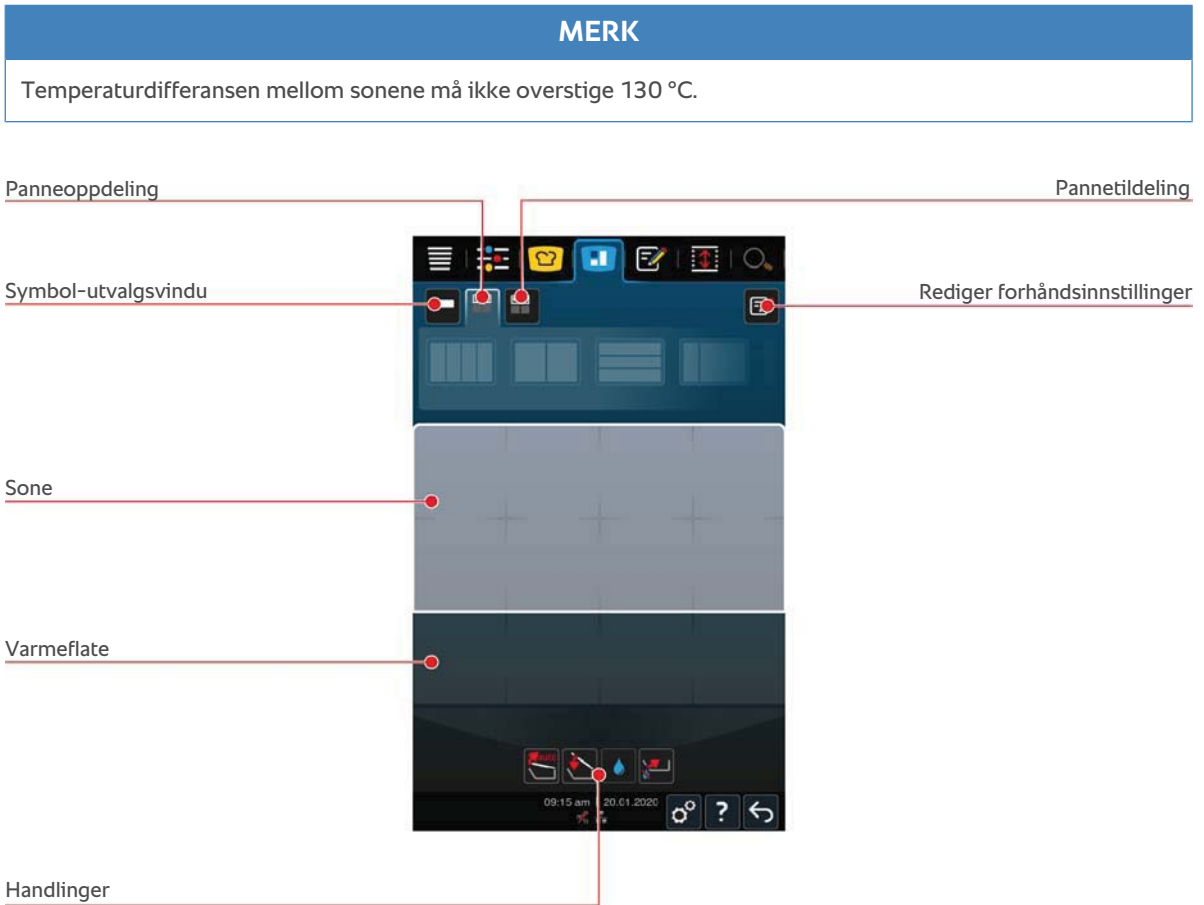 MERK
Temperaturdifferansen mellom sonene må ikke overstige 130 °C.
Panneoppdeling
Pannetildeling
Symbol-utvalgsvindu
Rediger forhåndsinnstillinger
Sone
Varmeflate
auto
09:15 am | 20.01.2020
?
Handlinger